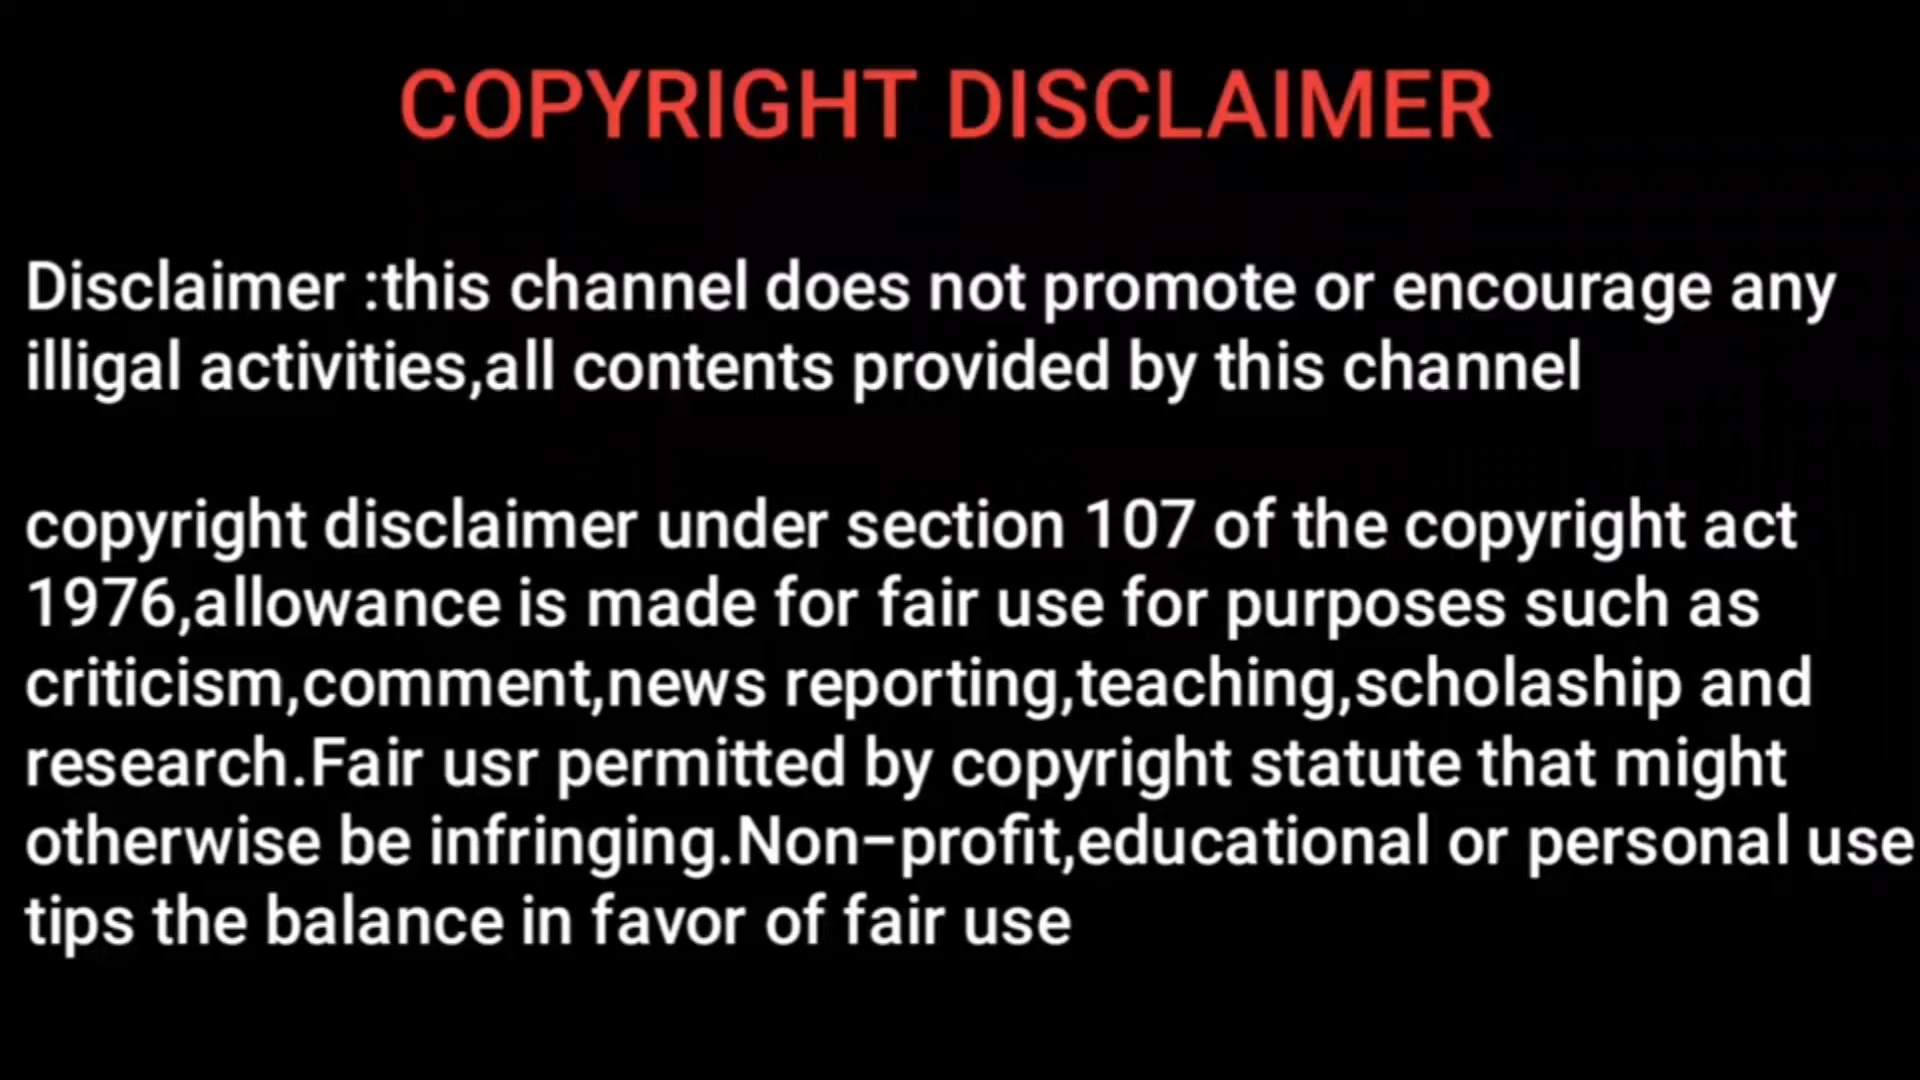 COPYRIGHT DISCLAIMER
Disclaimer :this channel does not promote or encourage any
illigal activities,all contents provided by this channel
copyright disclaimer under section 107 of the copyright act
1976,allowance is made for fair use for purposes such as
criticism,comment,news reporting,teaching,scholaship and
research.Fair usr permitted by copyright statute that might
otherwise be infringing.Non-profit,educational or personal use
tips the balance in favor of fair use